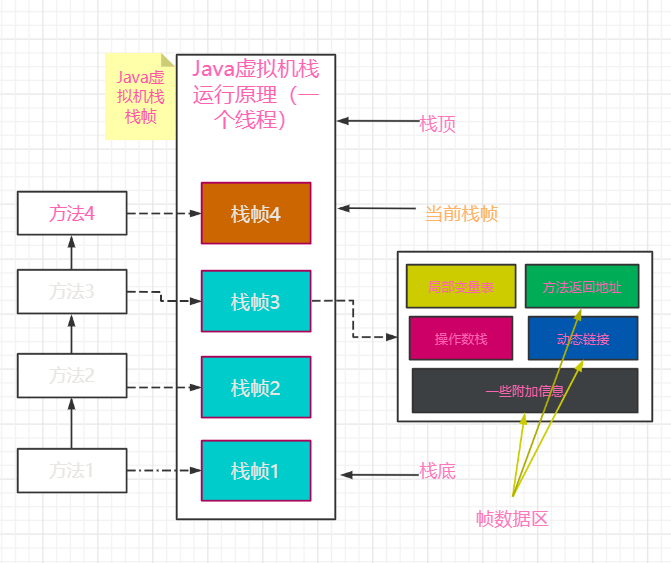 Java虚
拟机栈
栈帧
Java虚拟机栈
运行原理（一
个线程）
栈顶
方法4
栈帧4
当前栈帧
方法3
栈帧3
局部变量表
方法返回地址
操作数栈
动态链接
方法2
栈帧2
一些附加信息
方法1
栈帧1
栈底
帧数据区